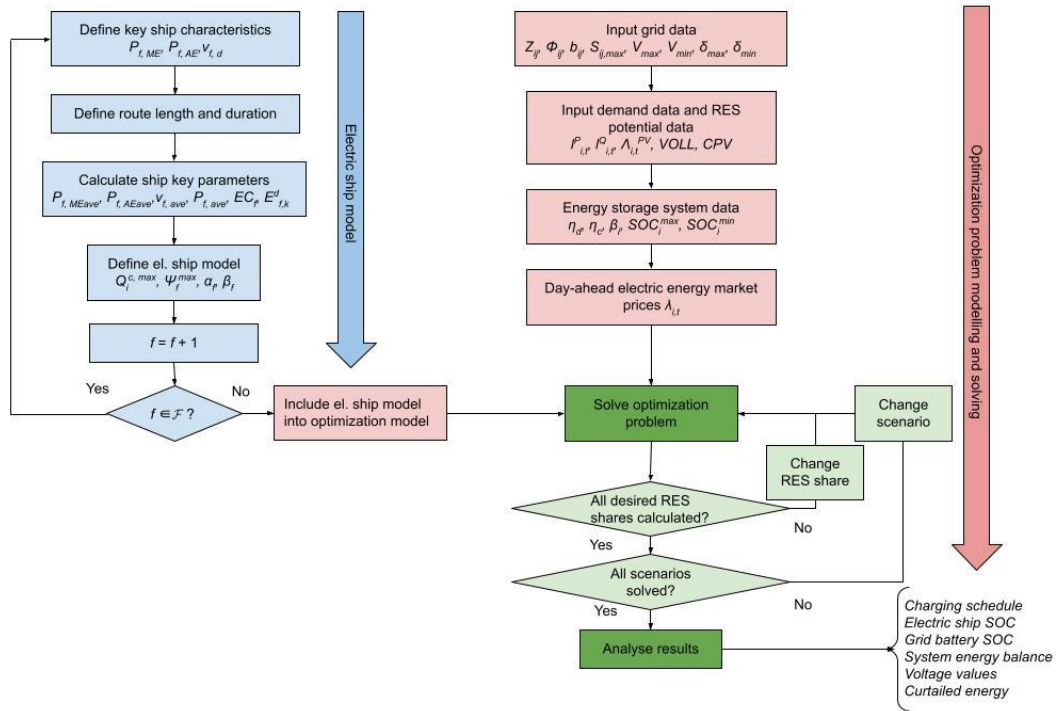 Define key ship characteristics
P_{f, ME}, P_{f, AE}, v_{f, d}
Define route length and duration
Calculate ship key parameters
P_{f, MEave}, P_{f, AEave}, v_{f, ave}, P_{f, ave}, EC_f, E^d_{f,k}
Define el. ship model
Q_i^{c, max}, Ψ_f^{max}, α_f, β_f
f = f + 1
Yes
No
f ∈ ℱ ?
Include el. ship model
into optimization model
Electric ship model
Input grid data
Z_{ij}, Φ_{ij}, b_{ij}, S_{ij,max}, V_{max}, V_{min}, δ_{max}, δ_{min}
Input demand data and RES
potential data
l^P_{i,t}, l^Q_{i,t}, Λ_{i,t}^{PV}, VOLL, CPV
Energy storage system data
η_d, η_c, β_i, SOC_i^{max}, SOC_i^{min}
Day-ahead electric energy market
prices λ_{i,t}
Solve optimization
problem
Change
scenario
Change
RES share
All desired RES
shares calculated?
No
Yes
All scenarios
solved?
No
Yes
Analyse results
Optimization problem modelling and solving
Charging schedule
Electric ship SOC
Grid battery SOC
System energy balance
Voltage values
Curtailed energy